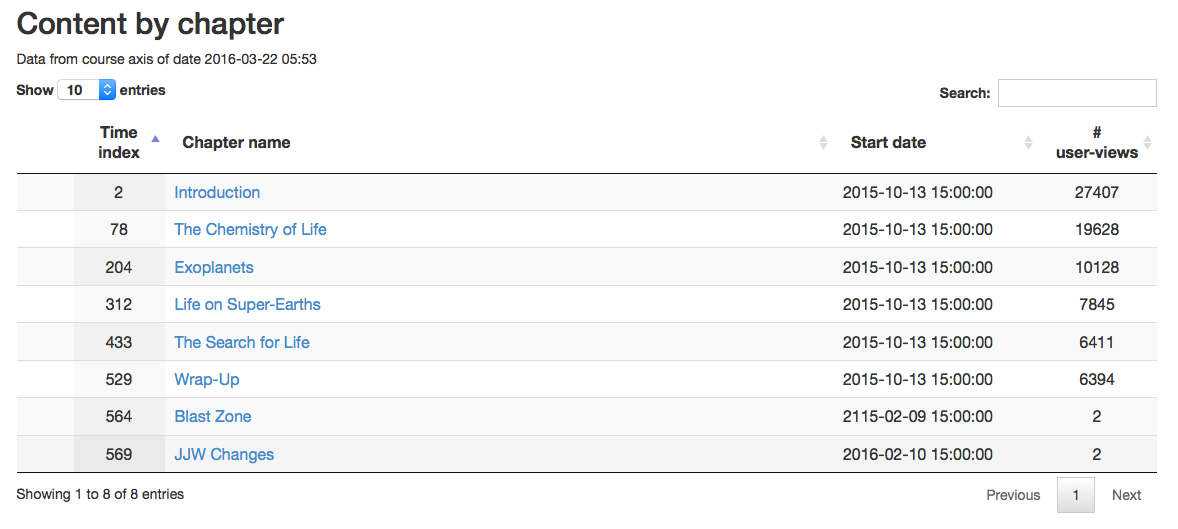 Content by chapter
Data from course axis of date 2016-03-22 05:53
Show 10 entries
Search:
Time index Chapter name Start date # user-views
2 Introduction 2015-10-13 15:00:00 27407
78 The Chemistry of Life 2015-10-13 15:00:00 19628
204 Exoplanets 2015-10-13 15:00:00 10128
312 Life on Super-Earths 2015-10-13 15:00:00 7845
433 The Search for Life 2015-10-13 15:00:00 6411
529 Wrap-Up 2015-10-13 15:00:00 6394
564 Blast Zone 2115-02-09 15:00:00 2
569 JJW Changes 2016-02-10 15:00:00 2
Showing 1 to 8 of 8 entries
Previous 1 Next